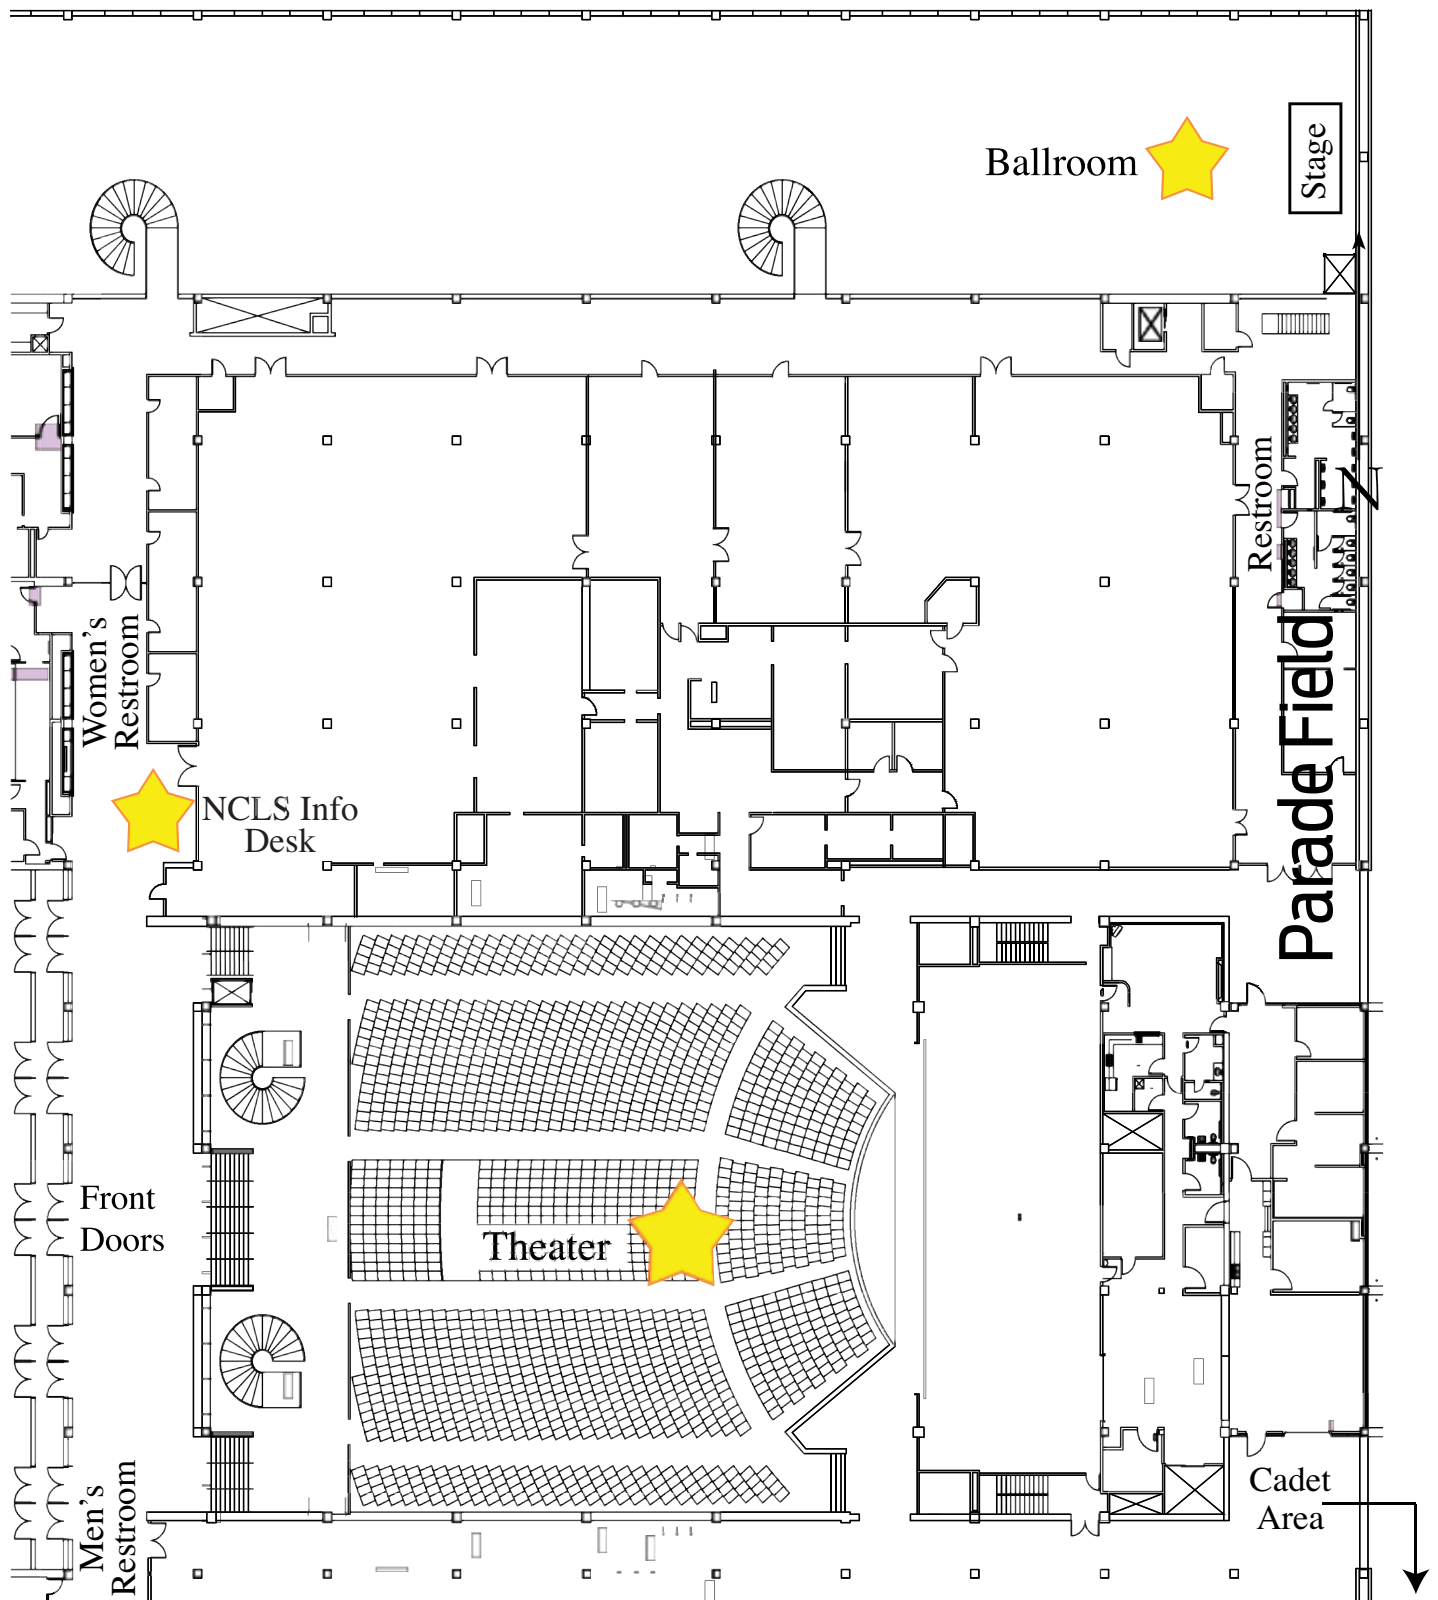 Ballroom
Stage
N
Restroom
Women's
Restroom
Parade Field
NCLS Info
Desk
Front
Doors
Theater
Men's
Restroom
Cadet
Area